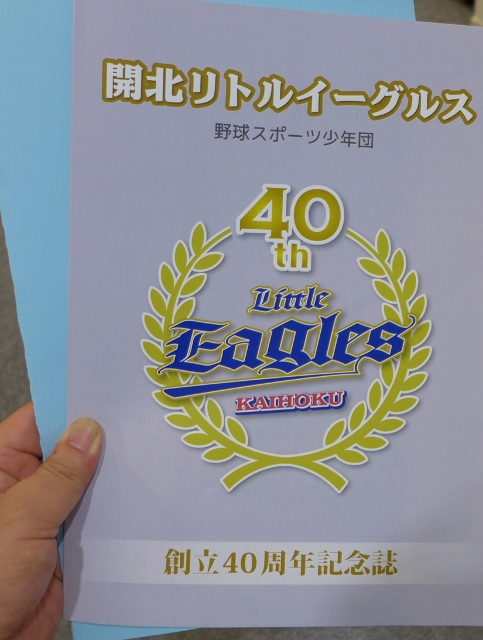 開北リトルイーグルス
野球スポーツ少年団
40
th
Little
Eagles
KAIHOKU
創立40周年記念誌